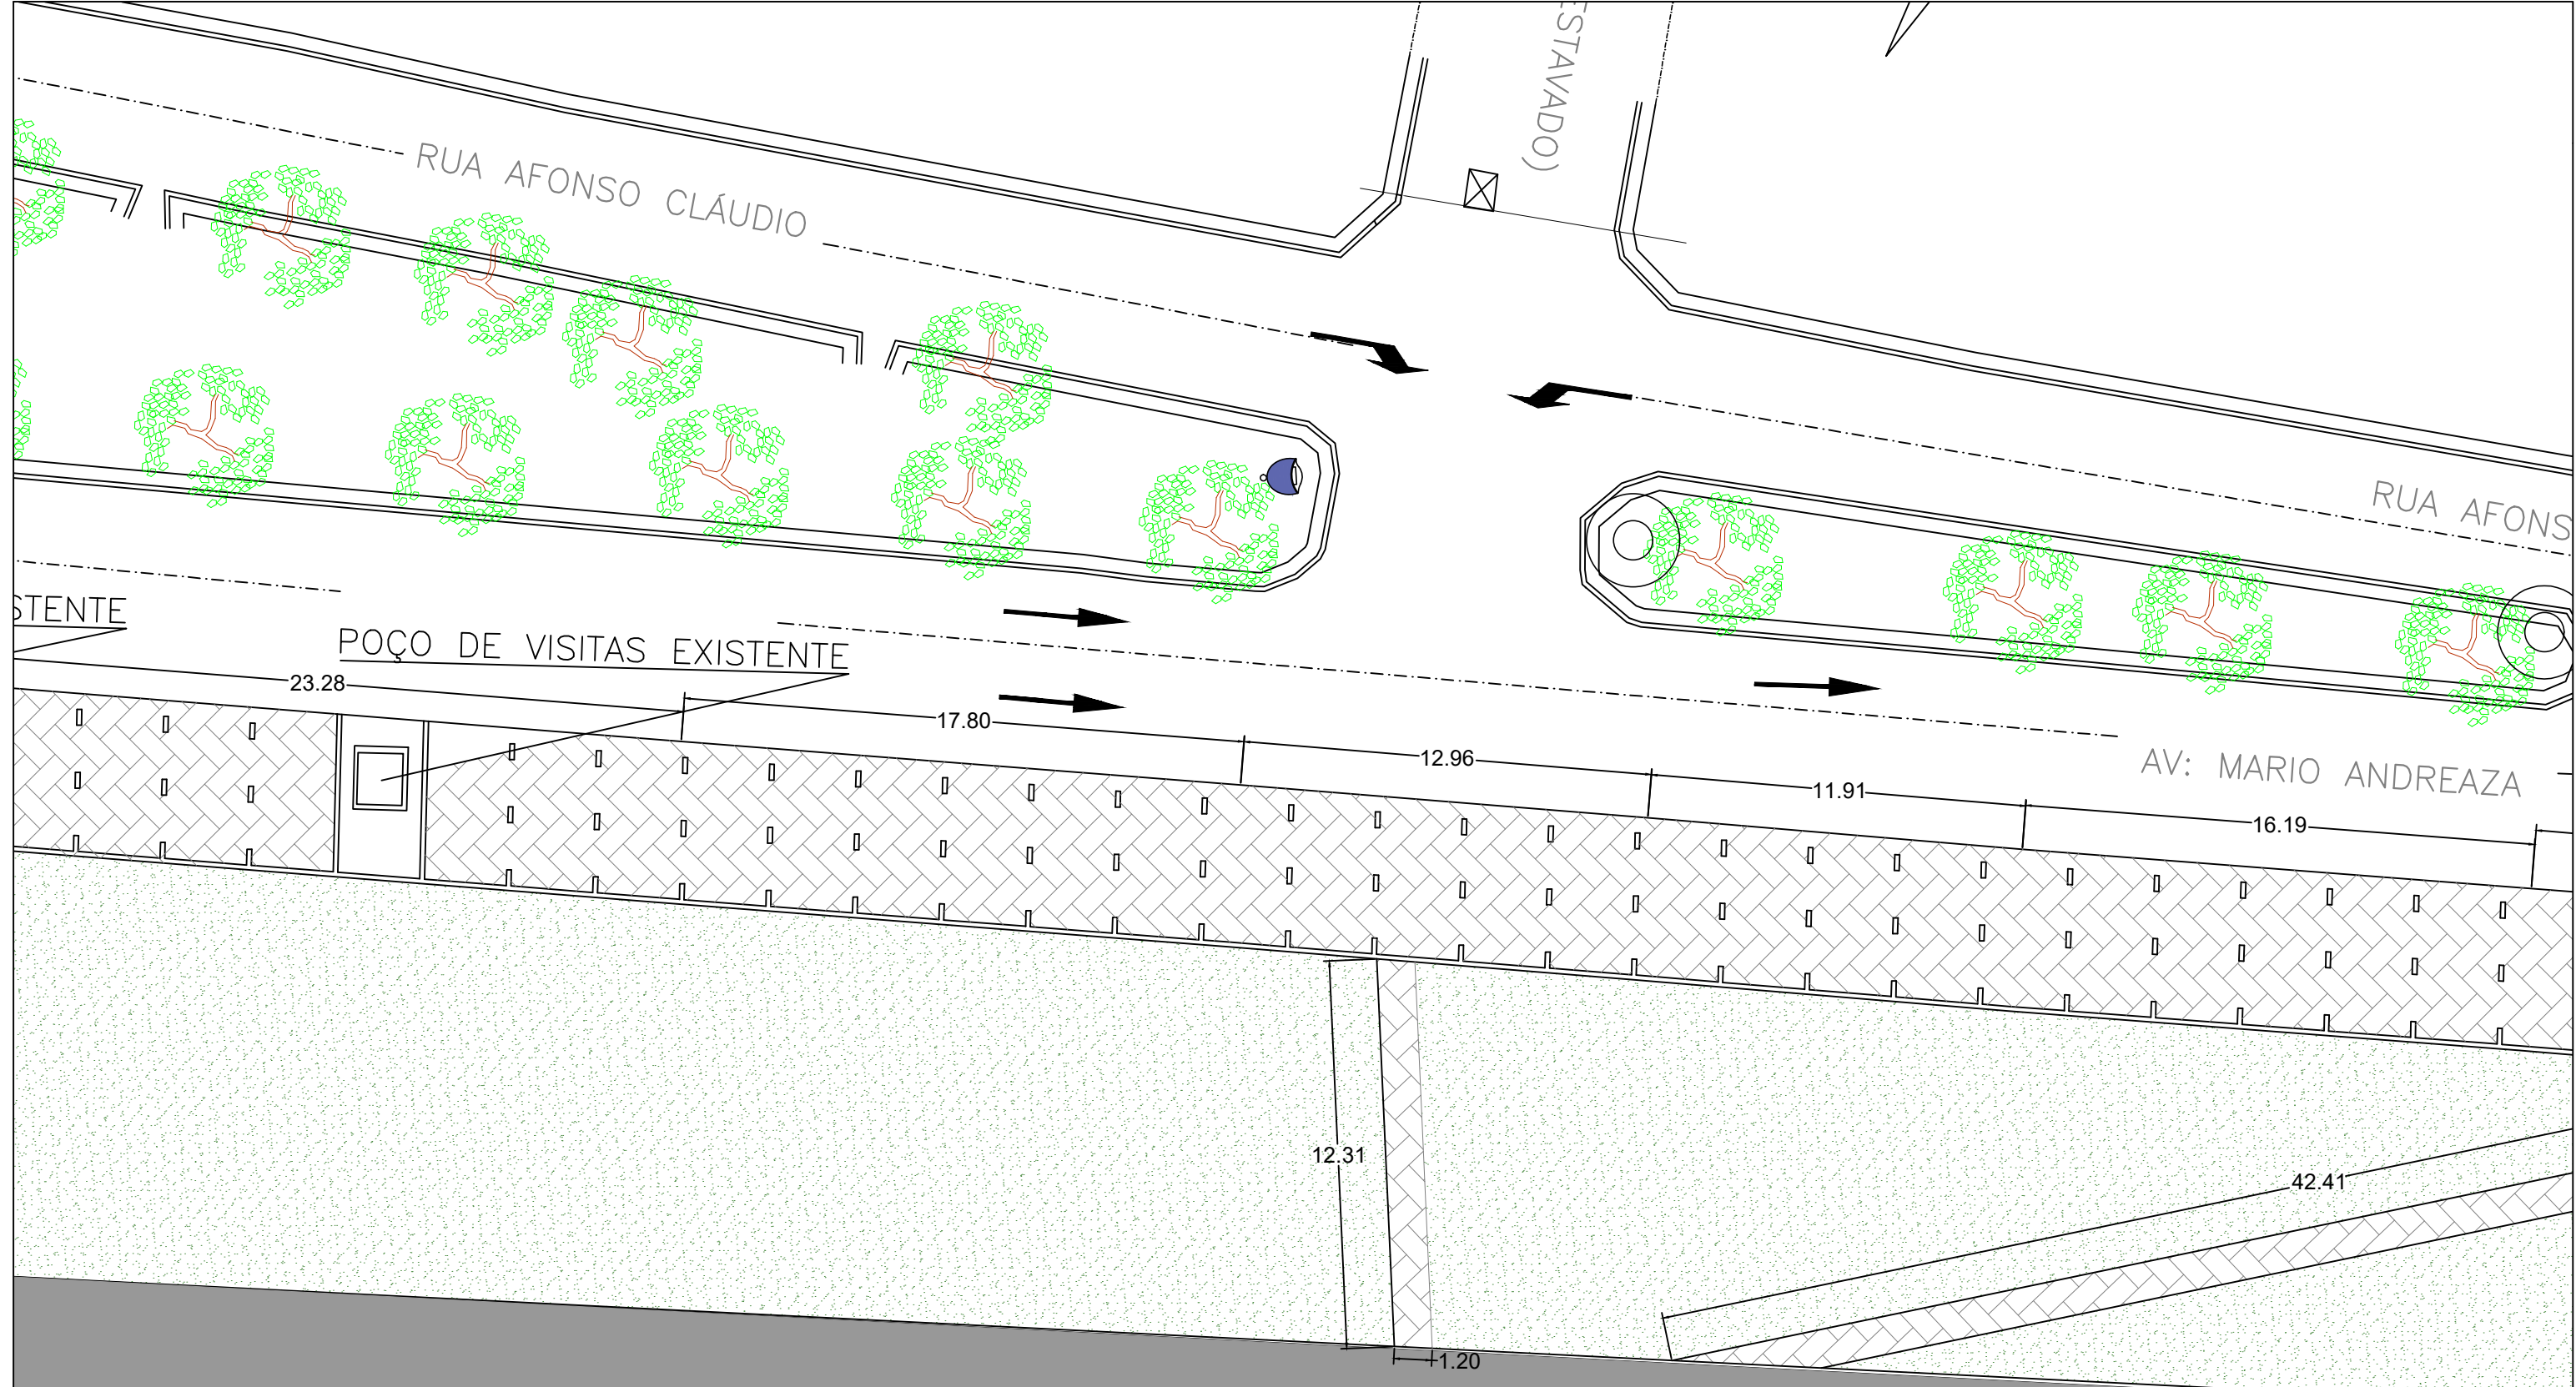 ESTAVADO)
RUA AFONSO CLÁUDIO
RUA AFONS
STENTE
POÇO DE VISITAS EXISTENTE
23.28
17.80
12.96
11.91
16.19
AV: MARIO ANDREAZA
12.31
42.41
1.20